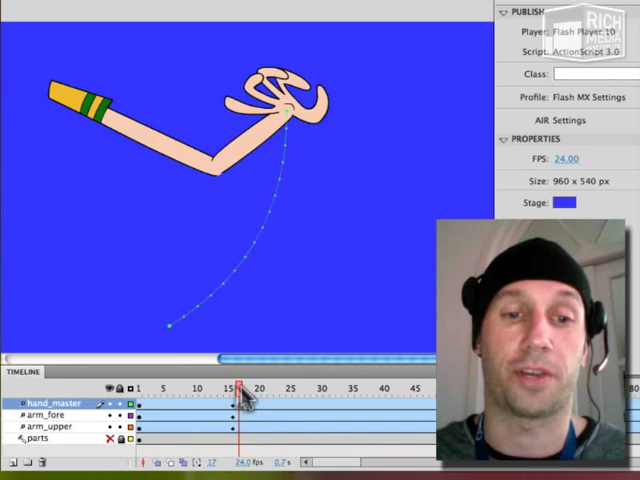 PUBLISH
RICH
MEDIA
Player: Flash Player 10
Script: ActionScript 3.0
Class:
Profile: Flash MX Settings
AIR Settings
PROPERTIES
FPS: 24.00
Size: 960 x 540 px
Stage:
TIMELINE
1 5 10 15 20 25 30 35 40 45 80
hand_master
arm_fore
arm_upper
parts
17 24.0 fps 0.7 s